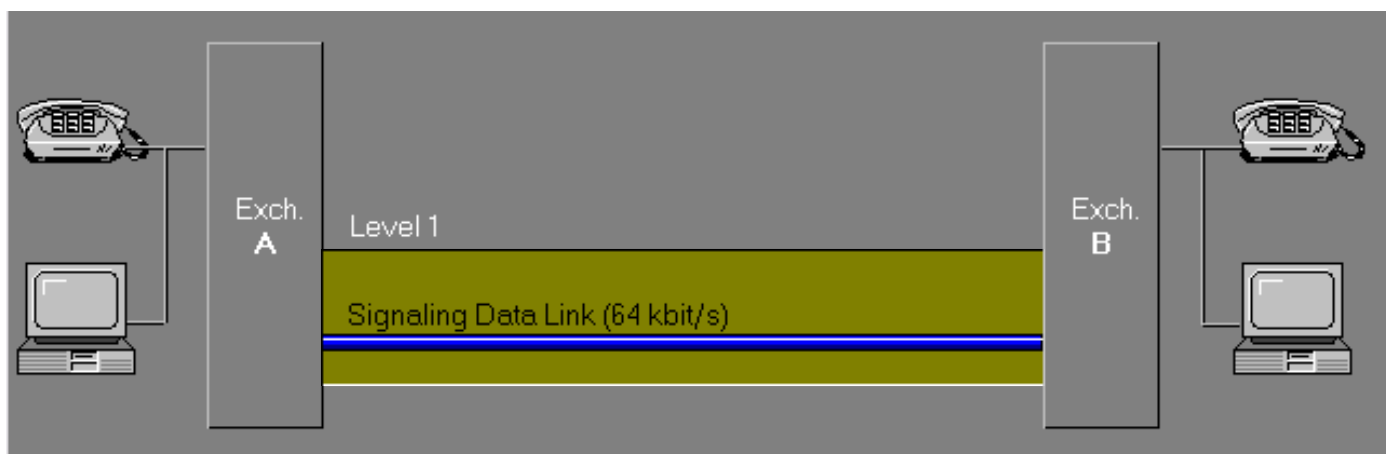 Exch.
A
Level 1
Signaling Data Link (64 kbit/s)
Exch.
B